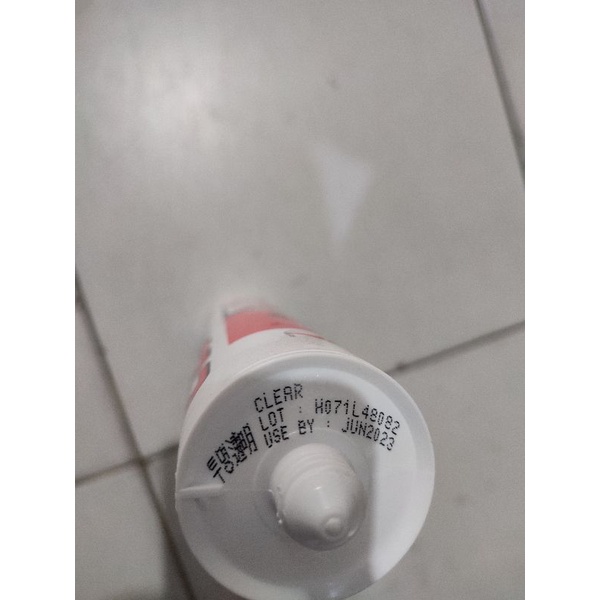 CLEAR
LOT : H071L48082
USE BY : JUN2023